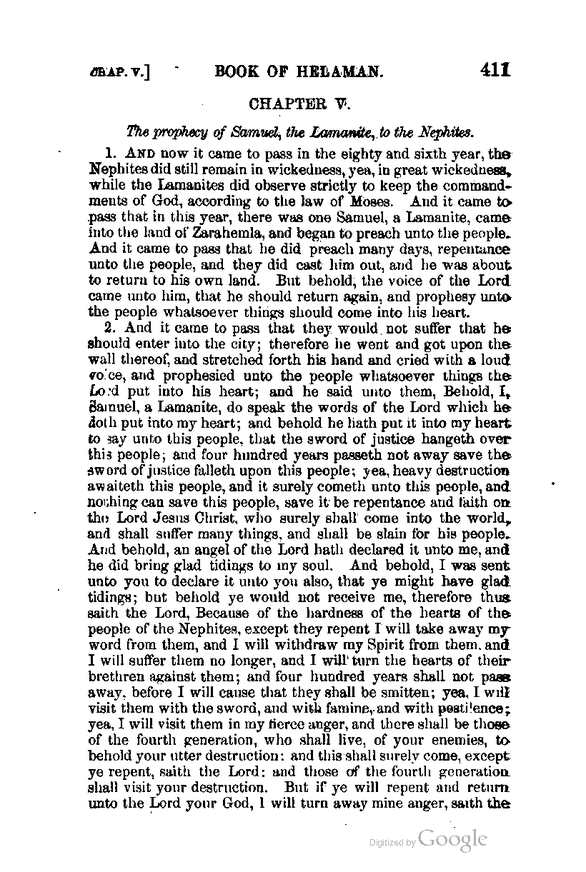 CHAP. V.] BOOK OF HELAMAN. 411
CHAPTER V.
The prophecy of Samuel, the Lamanite, to the Nephites.
1. AND now it came to pass in the eighty and sixth year, the
Nephites did still remain in wickedness, yea, in great wickedness,
while the Lamanites did observe strictly to keep the command-
ments of God, according to the law of Moses. And it came to
pass that in this year, there was one Samuel, a Lamanite, came
into the land of Zarahemla, and began to preach unto the people.
And it came to pass that he did preach many days, repentance
unto the people, and they did cast him out, and he was about
to return to his own land. But behold, the voice of the Lord
came unto him, that he should return again, and prophesy unto
the people whatsoever things should come into his heart.
2. And it came to pass that they would not suffer that he
should enter into the city; therefore he went and got upon the
wall thereof, and stretched forth his hand and cried with a loud
voice, and prophesied unto the people whatsoever things the
Lord put into his heart; and he said unto them, Behold, I,
Samuel, a Lamanite, do speak the words of the Lord which he
doth put into my heart; and behold he hath put it into my heart
to say unto this people, that the sword of justice hangeth over
this people; and four hundred years passeth not away save the
sword of justice falleth upon this people; yea, heavy destruction
awaiteth this people, and it surely cometh unto this people, and
nothing can save this people, save it be repentance and faith on
the Lord Jesus Christ, who surely shall come into the world,
and shall suffer many things, and shall be slain for his people.
And behold, an angel of the Lord hath declared it unto me, and
he did bring glad tidings to my soul. And behold, I was sent
unto you to declare it unto you also, that ye might have glad
tidings; but behold ye would not receive me, therefore thus
saith the Lord, Because of the hardness of the hearts of the
people of the Nephites, except they repent I will take away my
word from them, and I will withdraw my Spirit from them, and
I will suffer them no longer, and I will turn the hearts of their
brethren against them; and four hundred years shall not pass
away, before I will cause that they shall be smitten; yea, I will
visit them with the sword, and with famine, and with pestilence;
yea, I will visit them in my fierce anger, and there shall be those
of the fourth generation, who shall live, of your enemies, to
behold your utter destruction: and this shall surely come, except
ye repent, saith the Lord: and those of the fourth generation
shall visit your destruction. But if ye will repent and return
unto the Lord your God, I will turn away mine anger, saith the
Digitized by Google